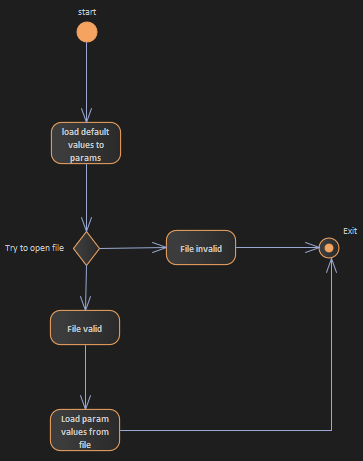 start
load default
values to
params
Try to open file
File invalid
Exit
File valid
Load param
values from
file